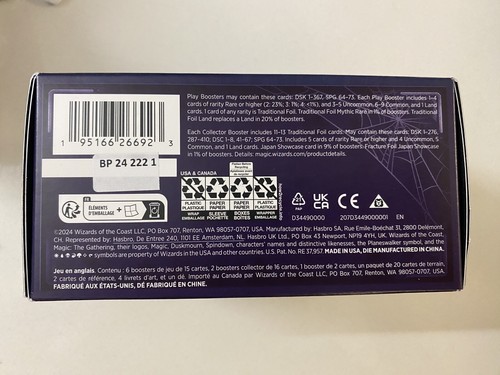 Play Boosters may contain these cards: DSK 1-367, SPG 64-73. Each Play Booster includes 1-4
cards of rarity Rare or higher (2: 23%; 3: 1%; 4: <1%), and 3-5 Uncommon, 6-9 Common, and 1 Land
cards. 1 card of any rarity is Traditional Foil. Traditional Foil Mythic Rare in 1% of boosters. Traditional
Foil Land replaces a Land in 20% of boosters.
Each Collector Booster includes 11-13 Traditional Foil cards. May contain these cards: DSK 1-276,
287-410, DSC 1-8, 41-67, SPG 64-73. Includes 5 cards of rarity Rare or higher and 4 Uncommon, 5
Common, and 1 Land cards. Japan Showcase card in 9% of boosters. Fracture Foil Japan Showcase
in 1% of boosters. Details: magic.wizards.com/productdetails.
1 95166 26692 3
BP 24 222 1
FR
ÉLÉMENTS
D'EMBALLAGE
USA & CANADA
PLASTIC
PLASTIQUE
WRAP
EMBALLAGE
PAPER
PAPIER
SLEEVE
POCHETTE
PAPER
PAPIER
BOXES
BOÎTES
PLASTIC
PLASTIQUE
WRAPPER
EMBALLAGE
PAP
UK
CA
CE
D34490000
207D3449000001
EN
©2024 Wizards of the Coast LLC, PO Box 707, Renton, WA 98057-0707, USA. Manufactured by: Hasbro SA, Rue Emile-Boéchat 31, 2800 Delémont,
CH. Represented by: Hasbro, De Entree 240, 1101 EE Amsterdam, NL. Hasbro UK Ltd., PO Box 43 Newport, NP19 4YH, UK. Wizards of the Coast,
Magic: The Gathering, their logos, Magic, Duskmourn, Spindown, characters' names and distinctive likenesses, the Planeswalker symbol, and the
symbols are property of Wizards in the USA and other countries. U.S. Pat. No. RE 37,957. MADE IN USA, DIE MANUFACTURED IN CHINA.
Jeu en anglais. Contenu : 6 boosters de jeu de 15 cartes, 2 boosters collector de 16 cartes, 1 booster de 2 cartes, un paquet de 20 cartes de terrain,
2 cartes de référence, 4 livrets d'art, et un dé. Importé au Canada par Wizards of the Coast LLC, PO Box 707, Renton, WA 98057-0707, USA.
FABRIQUÉ AUX ÉTATS-UNIS, DÉ FABRIQUÉ EN CHINE.